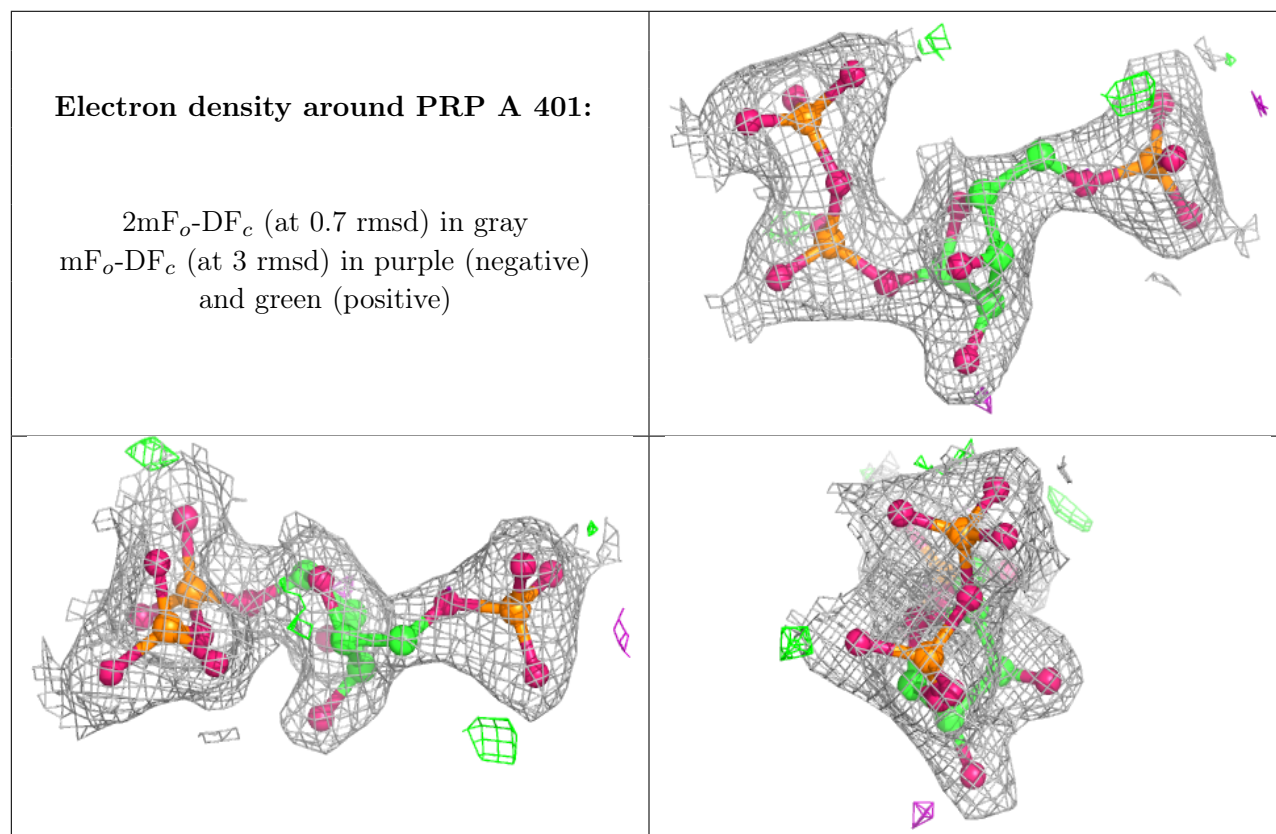 Electron density around PRP A 401:
2mFo-DFc (at 0.7 rmsd) in gray
mFo-DFc (at 3 rmsd) in purple (negative)
and green (positive)